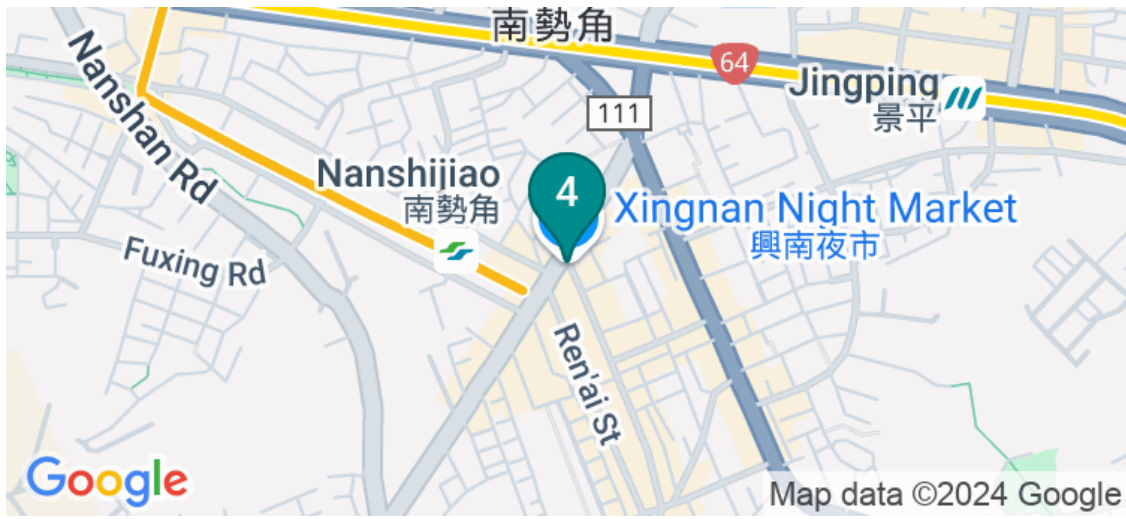 南勢角
64
Jingping
景平
Nanshan Rd
111
Nanshijiao
南勢角
4
Xingnan Night Market
興南夜市
Fuxing Rd
Ren'ai St
Google
Map data ©2024 Google